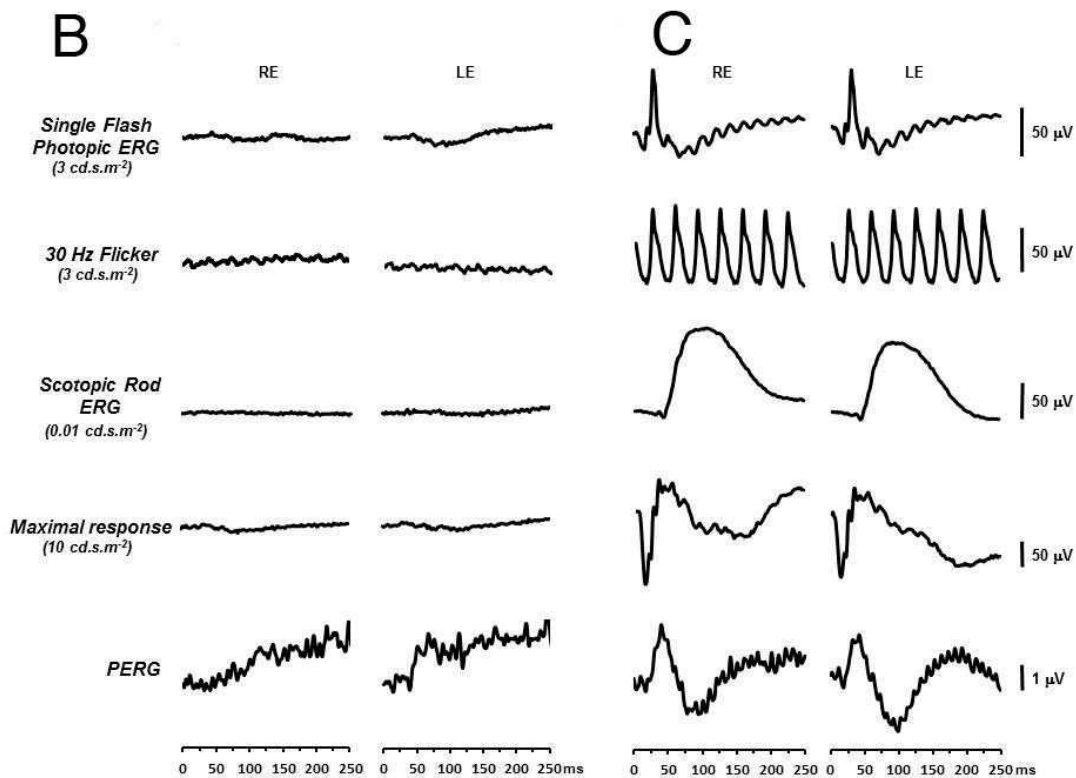 B
C
RE
LE
RE
LE
Single Flash
Photopic ERG
(3 cd.s.m-2)
50 µV
30 Hz Flicker
(3 cd.s.m-2)
50 µV
Scotopic Rod
ERG
(0.01 cd.s.m-2)
50 µV
Maximal response
(10 cd.s.m-2)
50 µV
PERG
1 µV
0 50 100 150 200 250
0 50 100 150 200 250 ms
0 50 100 150 200 250
0 50 100 150 200 250 ms